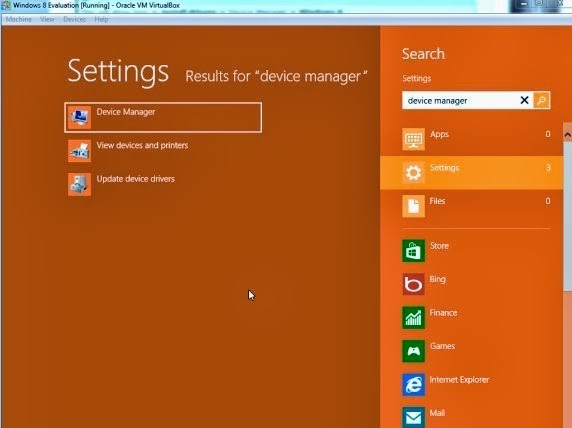 Windows 8 Evaluation [Running] - Oracle VM VirtualBox
Machine View Devices Help
Settings Results for "device manager"
Device Manager
View devices and printers
Update device drivers
Search
Settings
device manager
Apps 0
Settings 3
Files 0
Store
Bing
Finance
Games
Internet Explorer
Mail